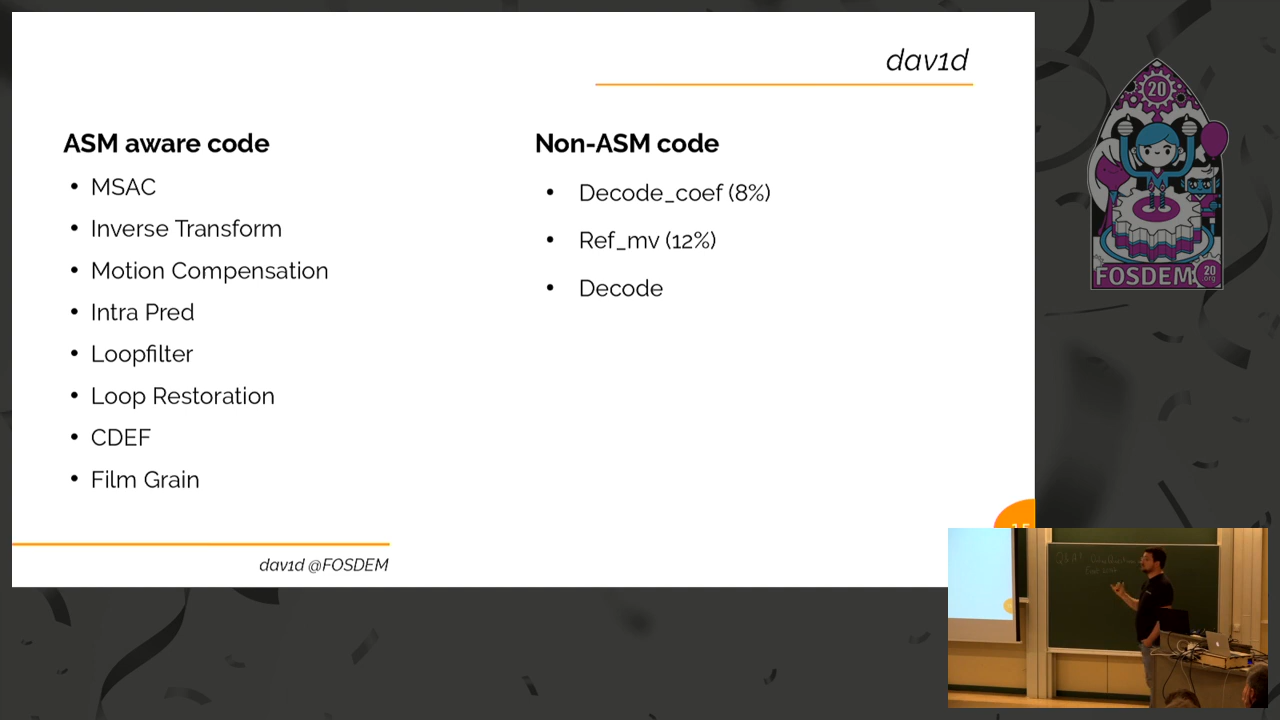 dav1d
ASM aware code
• MSAC
• Inverse Transform
• Motion Compensation
• Intra Pred
• Loopfilter
• Loop Restoration
• CDEF
• Film Grain
Non-ASM code
• Decode_coef (8%)
• Ref_mv (12%)
• Decode
dav1d @FOSDEM
20
FOSDEM
20
.org